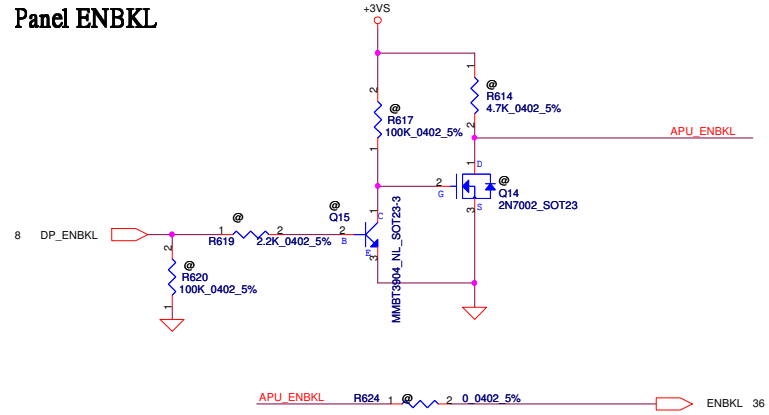 Panel ENBKL
+3VS
1
2
@
@
R614
R617
4.7K_0402_5%
100K_0402_5%
2
1
APU_ENBKL
1
D
@
2
G
Q14
2N7002_SOT23
S
3
@
Q15
1
C
MMBT3904_NL_SOT23-3
8 DP_ENBKL
@
1 2
R619 2.2K_0402_5%
2
B
E
3
2
@
R620
100K_0402_5%
1
APU_ENBKL R624 1 @ 2 0_0402_5% ENBKL 36